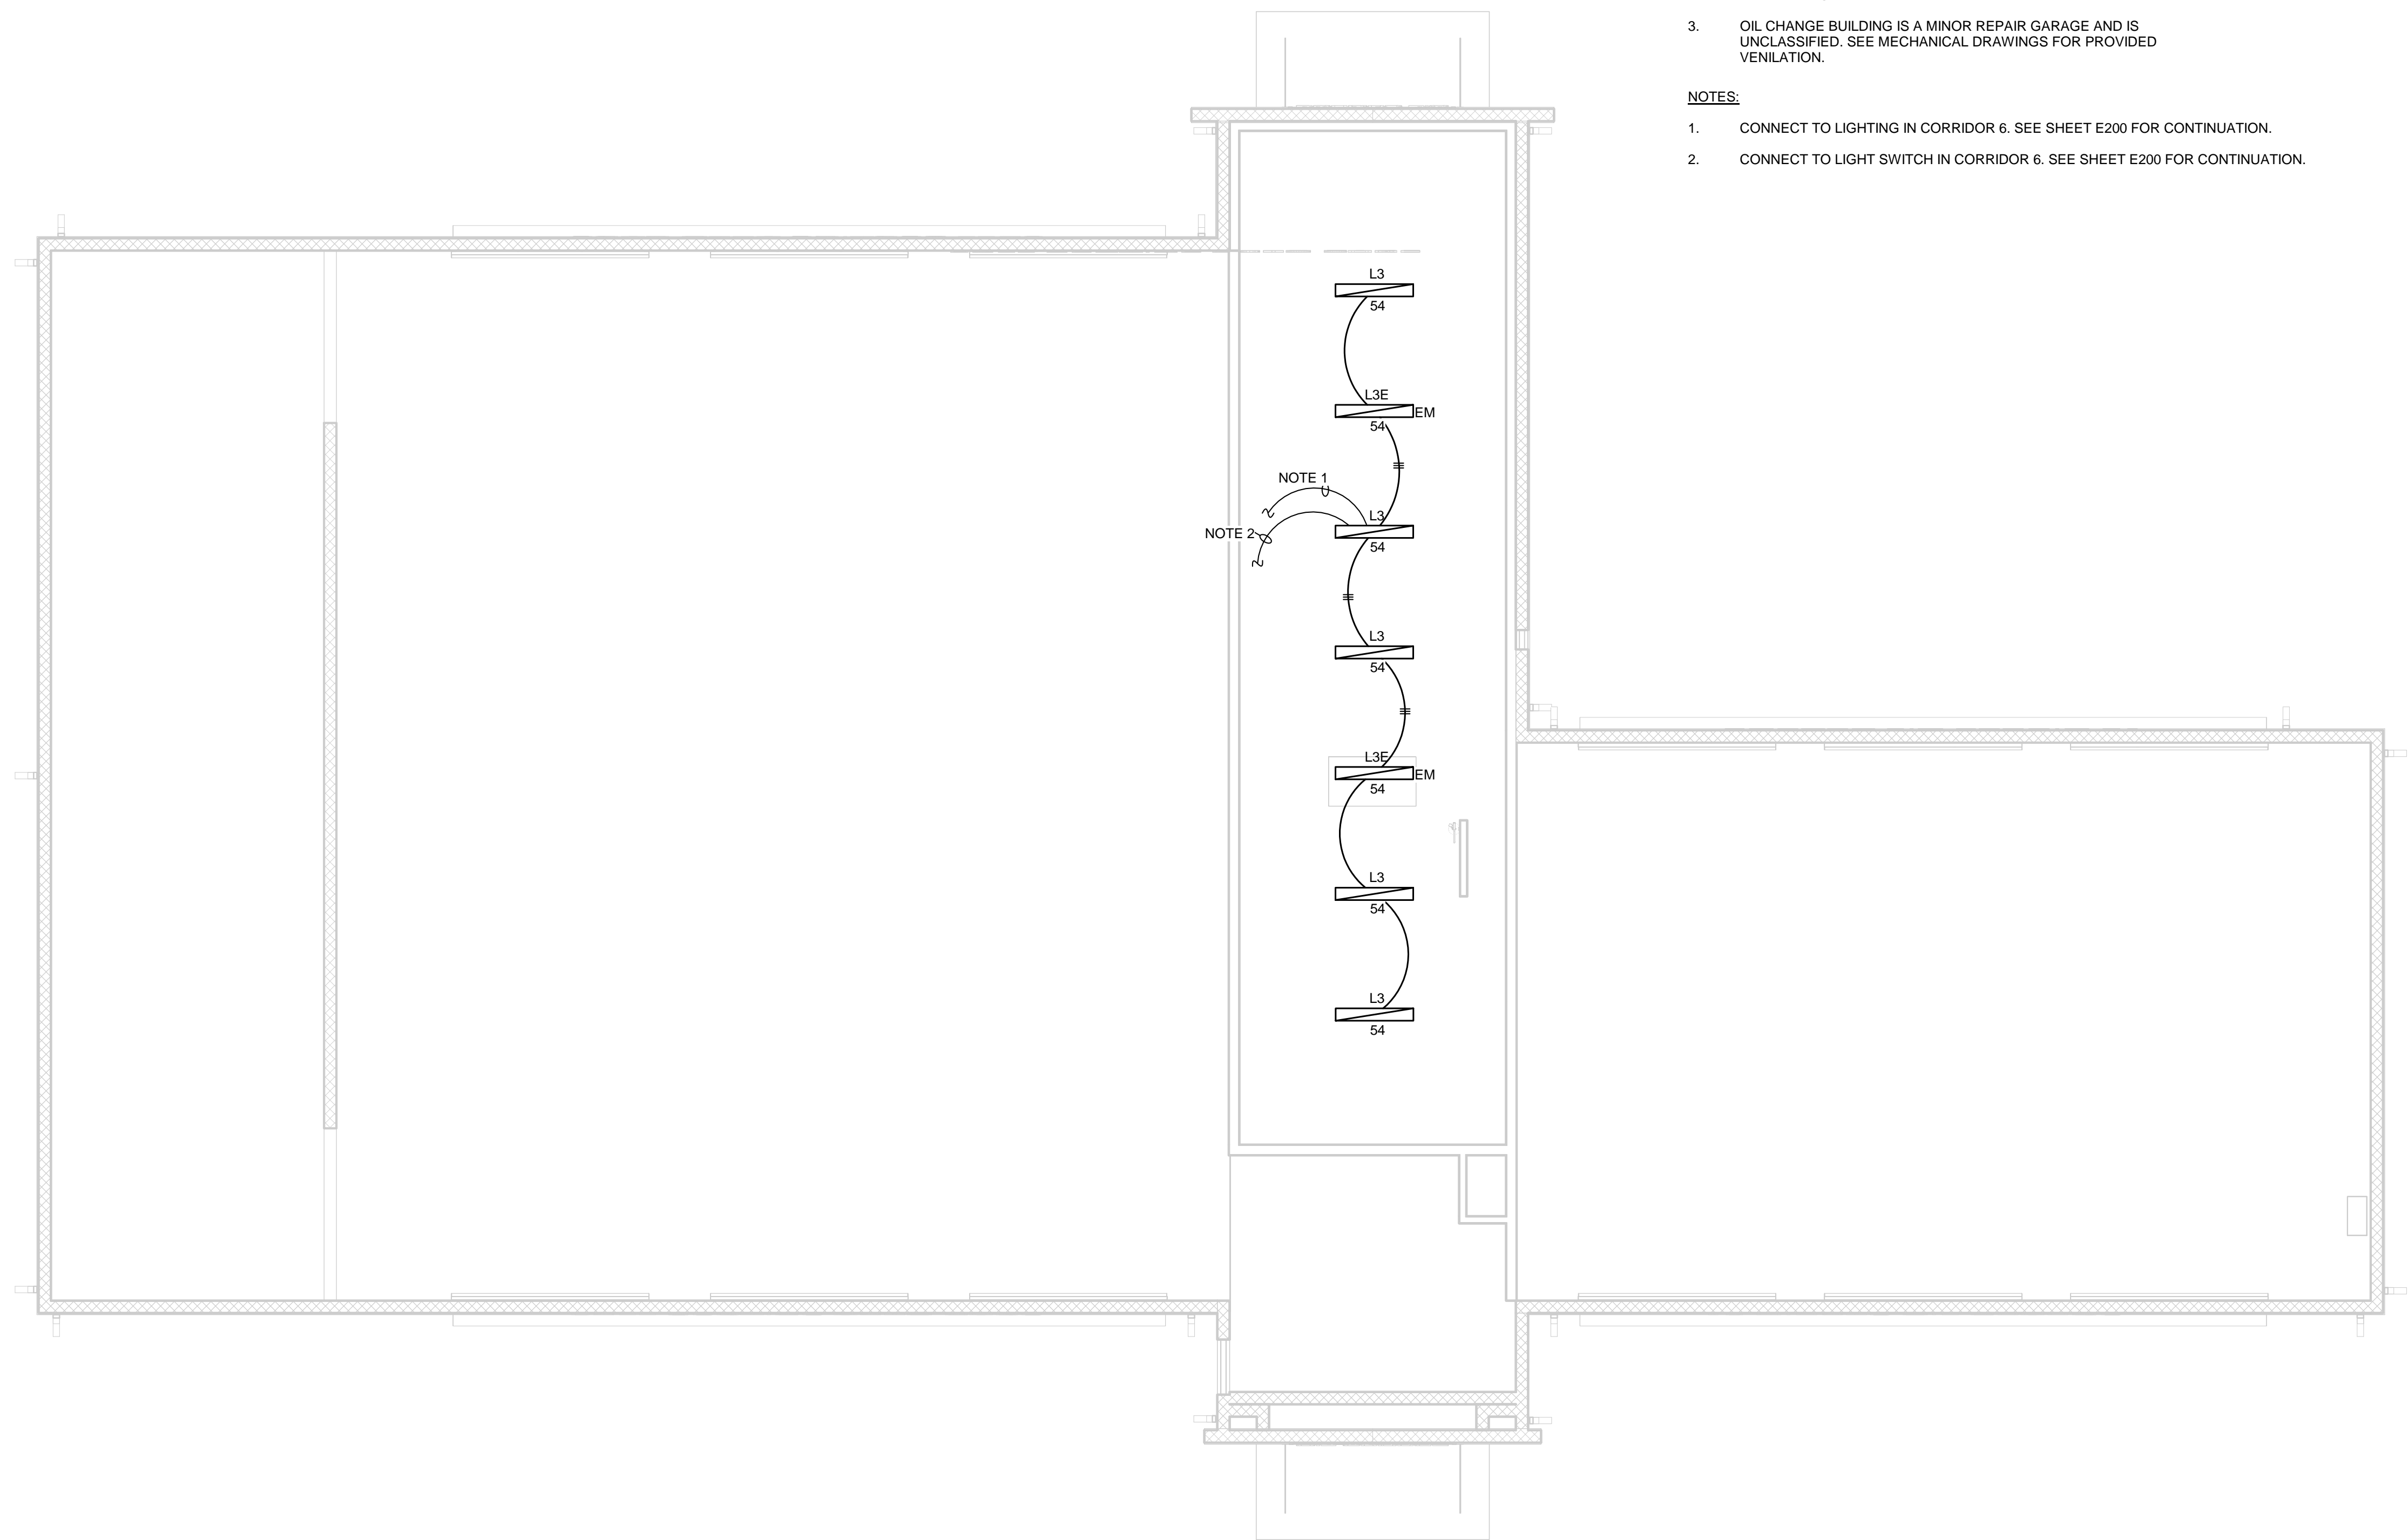 3. OIL CHANGE BUILDING IS A MINOR REPAIR GARAGE AND IS
UNCLASSIFIED. SEE MECHANICAL DRAWINGS FOR PROVIDED
VENILATION.
NOTES:
1. CONNECT TO LIGHTING IN CORRIDOR 6. SEE SHEET E200 FOR CONTINUATION.
2. CONNECT TO LIGHT SWITCH IN CORRIDOR 6. SEE SHEET E200 FOR CONTINUATION.
L3
54
L3E
EM
54
NOTE 1
L3
NOTE 2
54
L3
54
L3E
EM
54
L3
54
L3
54